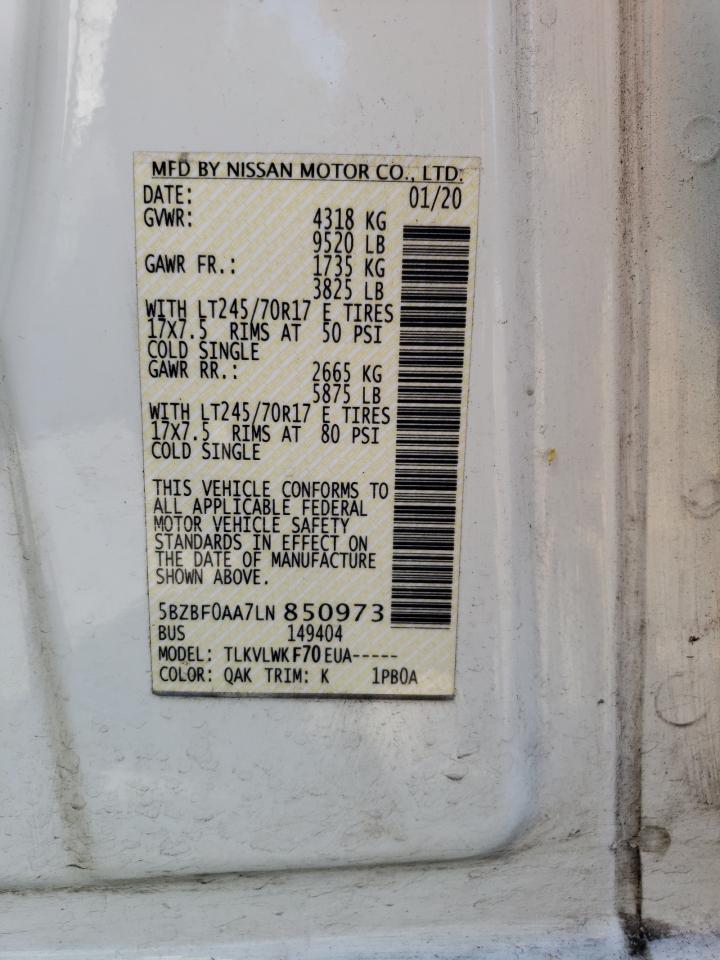 MFD BY NISSAN MOTOR CO., LTD.
DATE: 01/20
GVWR: 4318 KG
9520 LB
GAWR FR.: 1735 KG
3825 LB
WITH LT245/70R17 E TIRES
17X7.5 RIMS AT 50 PSI
COLD SINGLE
GAWR RR.: 2665 KG
5875 LB
WITH LT245/70R17 E TIRES
17X7.5 RIMS AT 80 PSI
COLD SINGLE
THIS VEHICLE CONFORMS TO
ALL APPLICABLE FEDERAL
MOTOR VEHICLE SAFETY
STANDARDS IN EFFECT ON
THE DATE OF MANUFACTURE
SHOWN ABOVE.
5BZBF0AA7LN 850973
BUS 149404
MODEL: TLKVLWKF70EUA-----
COLOR: QAK TRIM: K 1PB0A